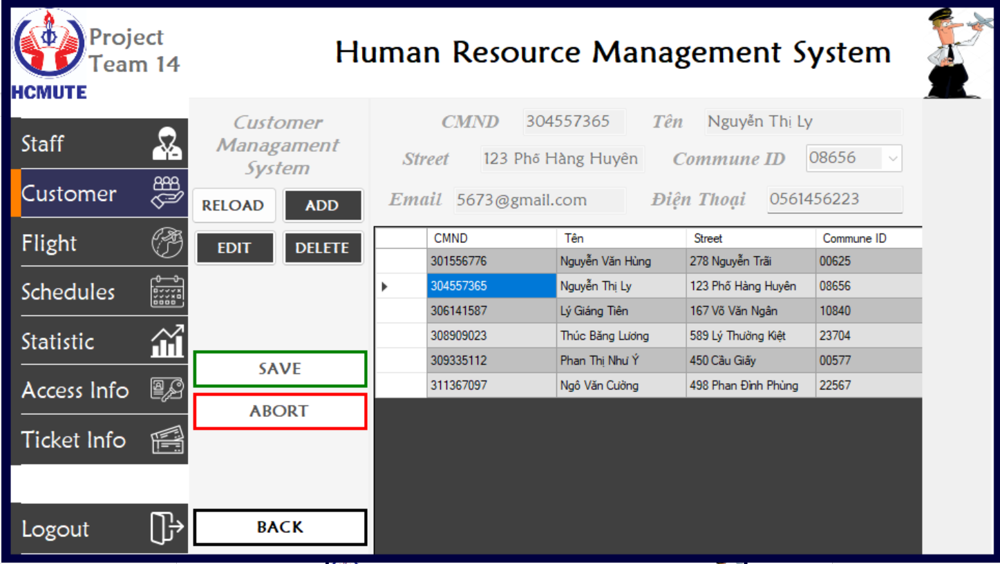 Project
Team 14
HCMUTE
Human Resource Management System
Staff
Customer
Flight
Schedules
Statistic
Access Info
Ticket Info
Logout
Customer
Managament
System
RELOAD ADD
EDIT DELETE
SAVE
ABORT
BACK
CMND 304557365 Tên Nguyễn Thị Ly
Street 123 Phố Hàng Huyên Commune ID 08656
Email 5673@gmail.com Điện Thoại 0561456223
CMND Tên Street Commune ID
301556776 Nguyễn Văn Hùng 278 Nguyễn Trãi 00625
304557365 Nguyễn Thị Ly 123 Phố Hàng Huyên 08656
306141587 Lý Giáng Tiên 167 Võ Văn Ngân 10840
308909023 Thúc Băng Lương 589 Lý Thường Kiệt 23704
309335112 Phan Thị Như Ý 450 Cầu Giấy 00577
311367097 Ngô Văn Cường 498 Phan Đình Phùng 22567